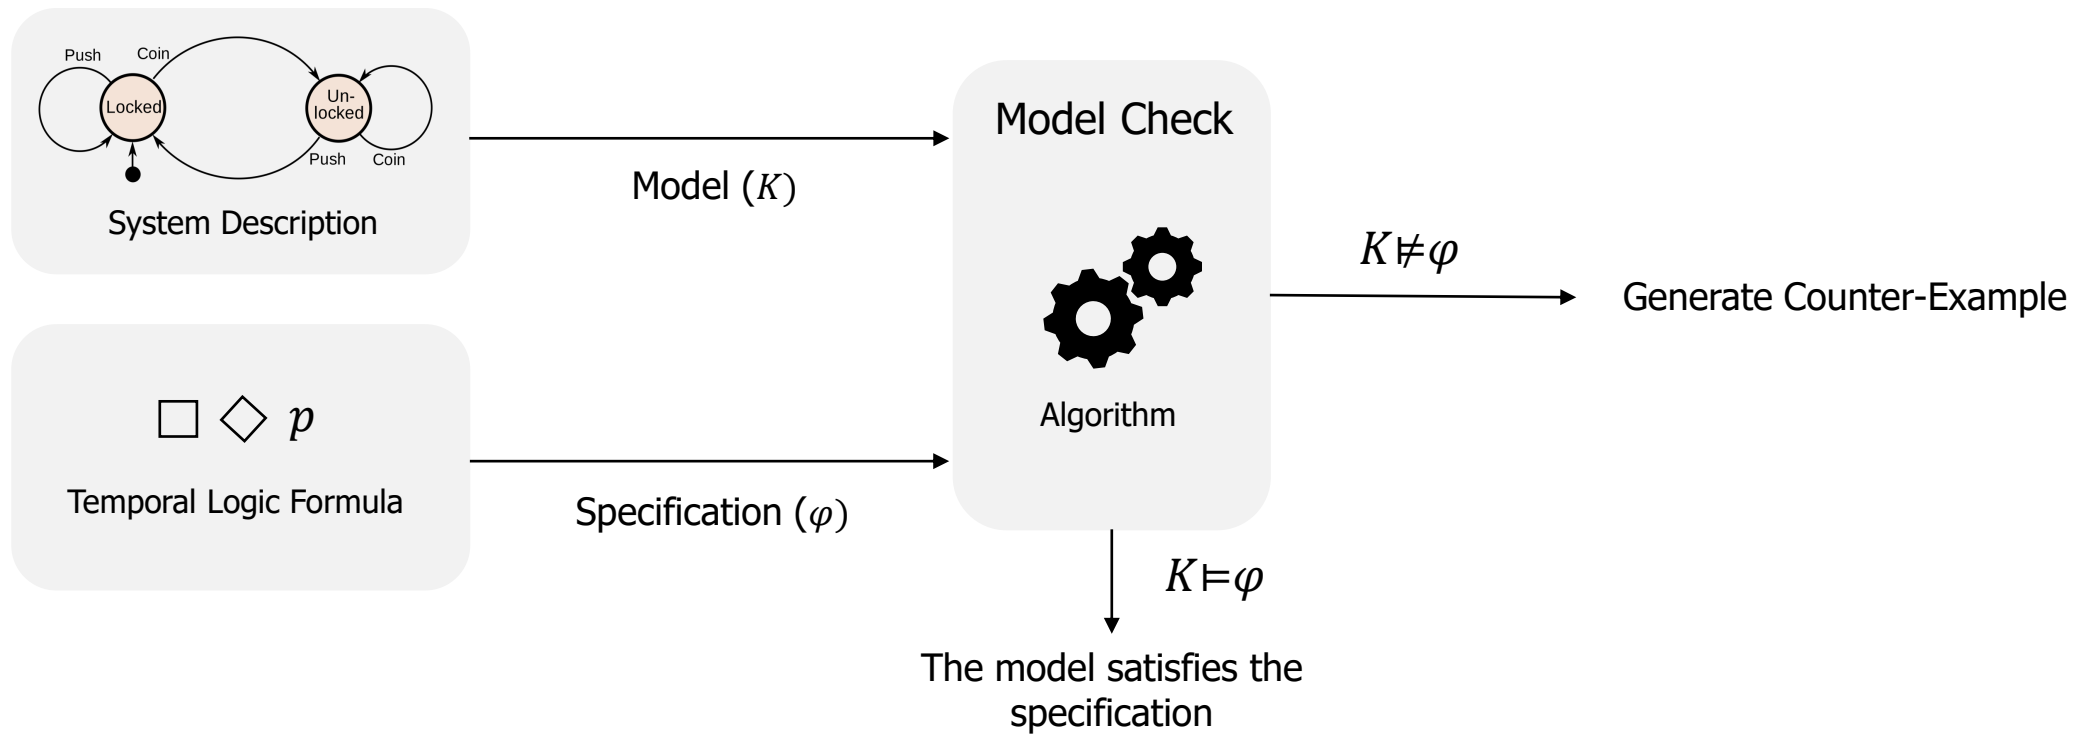 Push
Coin
Locked
Un-
locked
Push
Coin
System Description
Model (K)
□ ◇ p
Temporal Logic Formula
Specification (φ)
Model Check
Algorithm
K⊭φ
Generate Counter-Example
K⊨φ
The model satisfies the
specification